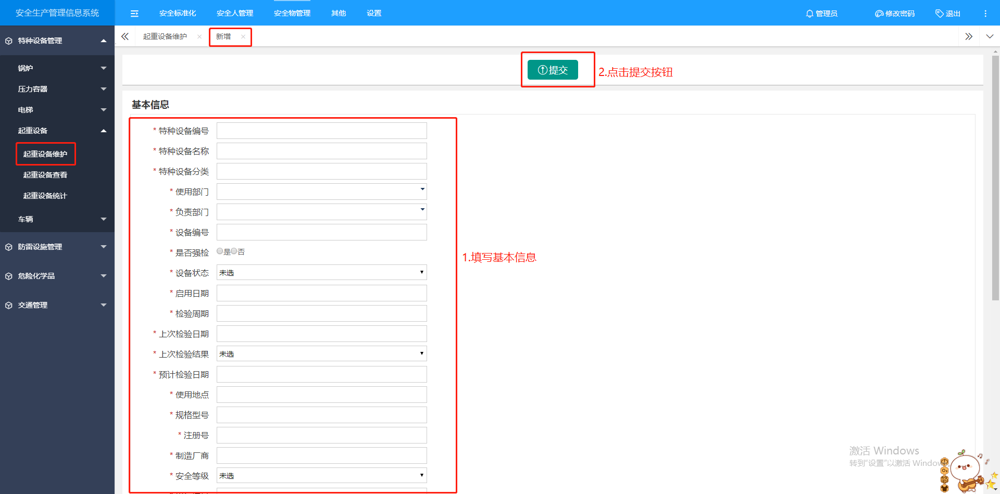 安全生产管理信息系统
安全标准化 安全人管理 安全物管理 其他 设置 管理员 修改密码 退出
特种设备管理
锅炉
压力容器
电梯
起重设备
起重设备维护
起重设备查看
起重设备统计
车辆
防雷设施管理
危险化学品
交通管理
起重设备维护 × 新增 ×
提交
2.点击提交按钮
基本信息
* 特种设备编号
* 特种设备名称
* 特种设备分类
* 使用部门
* 负责部门
* 设备编号
* 是否强检 是 否
* 设备状态 未选
* 启用日期
* 检验周期
* 上次检验日期
* 上次检验结果 未选
* 预计检验日期
* 使用地点
* 规格型号
* 注册号
* 制造厂商
* 安全等级 未选
1.填写基本信息
激活 Windows
转到"设置"以激活 Windows
中
简